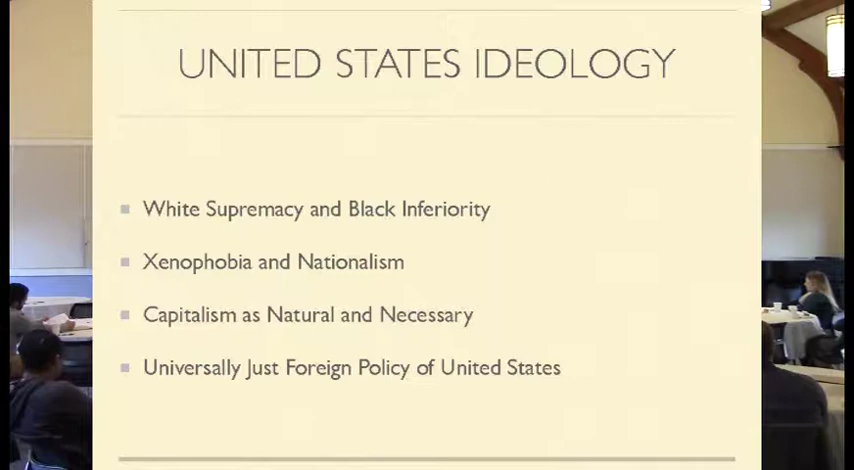 UNITED STATES IDEOLOGY
White Supremacy and Black Inferiority
Xenophobia and Nationalism
Capitalism as Natural and Necessary
Universally Just Foreign Policy of United States